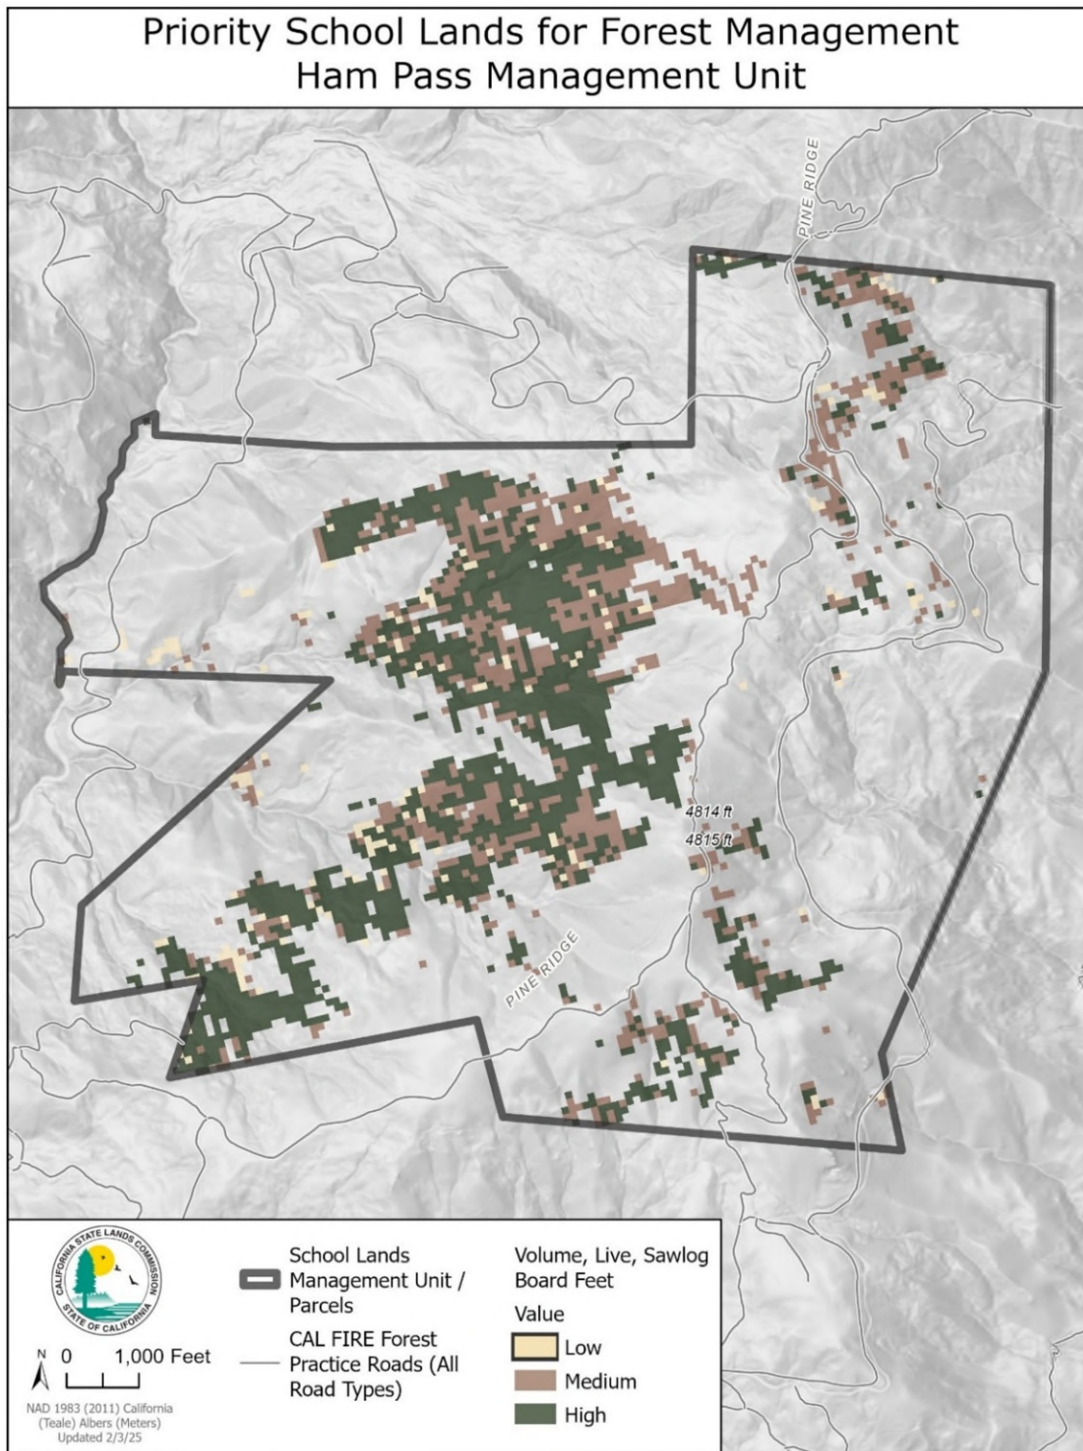 Priority School Lands for Forest Management
Ham Pass Management Unit
PINE RIDGE
4814 ft
4815 ft
PINE RIDGE
CALIFORNIA STATE LANDS COMMISSION
STATE OF CALIFORNIA
N
0 1,000 Feet
NAD 1983 (2011) California
(Teale) Albers (Meters)
Updated 2/3/25
School Lands
Management Unit /
Parcels
CAL FIRE Forest
Practice Roads (All
Road Types)
Volume, Live, Sawlog
Board Feet
Value
Low
Medium
High